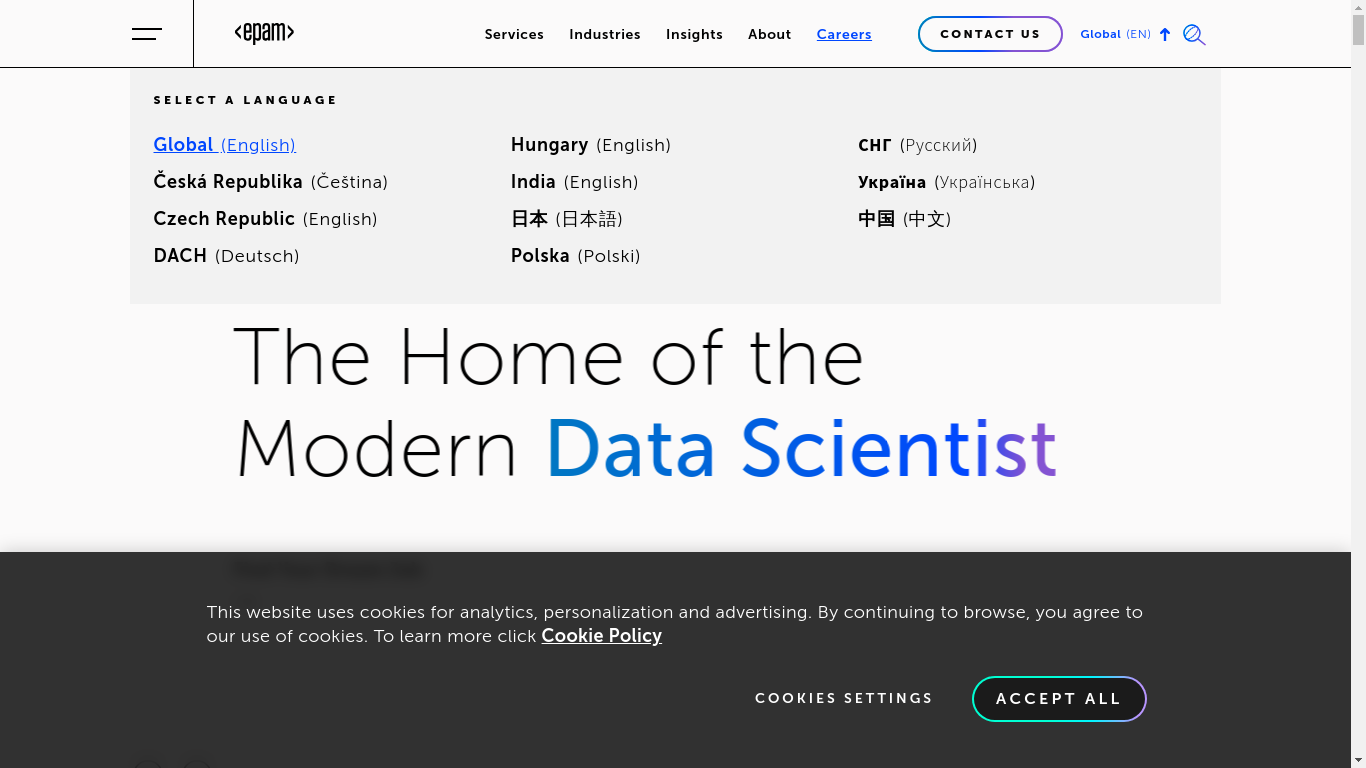 <epam>
Services Industries Insights About Careers CONTACT US Global (EN)
SELECT A LANGUAGE
Global (English)
Česká Republika (Čeština)
Czech Republic (English)
DACH (Deutsch)
Hungary (English)
India (English)
日本 (日本語)
Polska (Polski)
СНГ (Русский)
Україна (Українська)
中国 (中文)
The Home of the
Modern Data Scientist
This website uses cookies for analytics, personalization and advertising. By continuing to browse, you agree to
our use of cookies. To learn more click Cookie Policy
COOKIES SETTINGS ACCEPT ALL